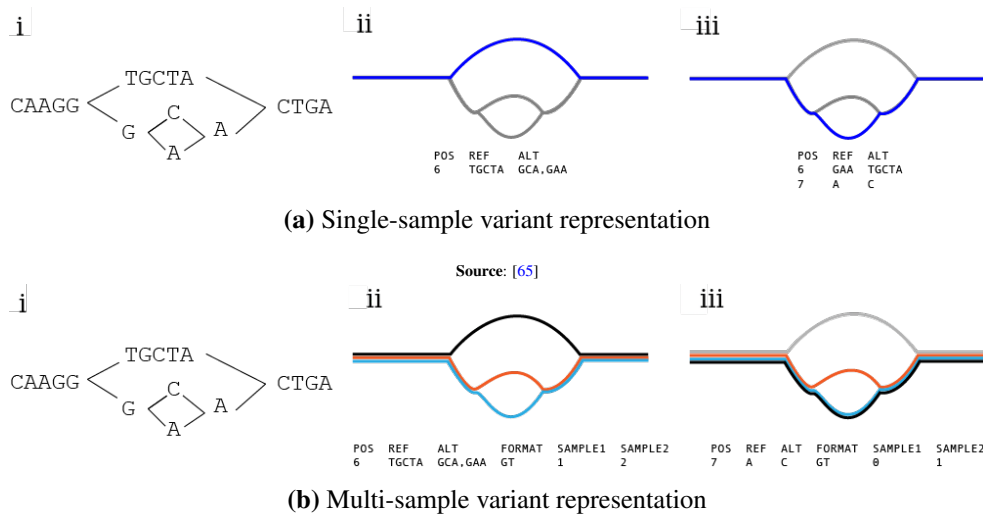 i
TGCTA
CAAGG
C
CTGA
G
A
A
ii
POS REF ALT
6 TGCTA GCA,GAA
iii
POS REF ALT
6 GAA TGCTA
7 A C
(a) Single-sample variant representation
Source: [65]
i
TGCTA
CAAGG
C
CTGA
G
A
A
ii
POS REF ALT FORMAT SAMPLE1 SAMPLE2
6 TGCTA GCA,GAA GT 1 2
iii
POS REF ALT FORMAT SAMPLE1 SAMPLE2
7 A C GT 0 1
(b) Multi-sample variant representation